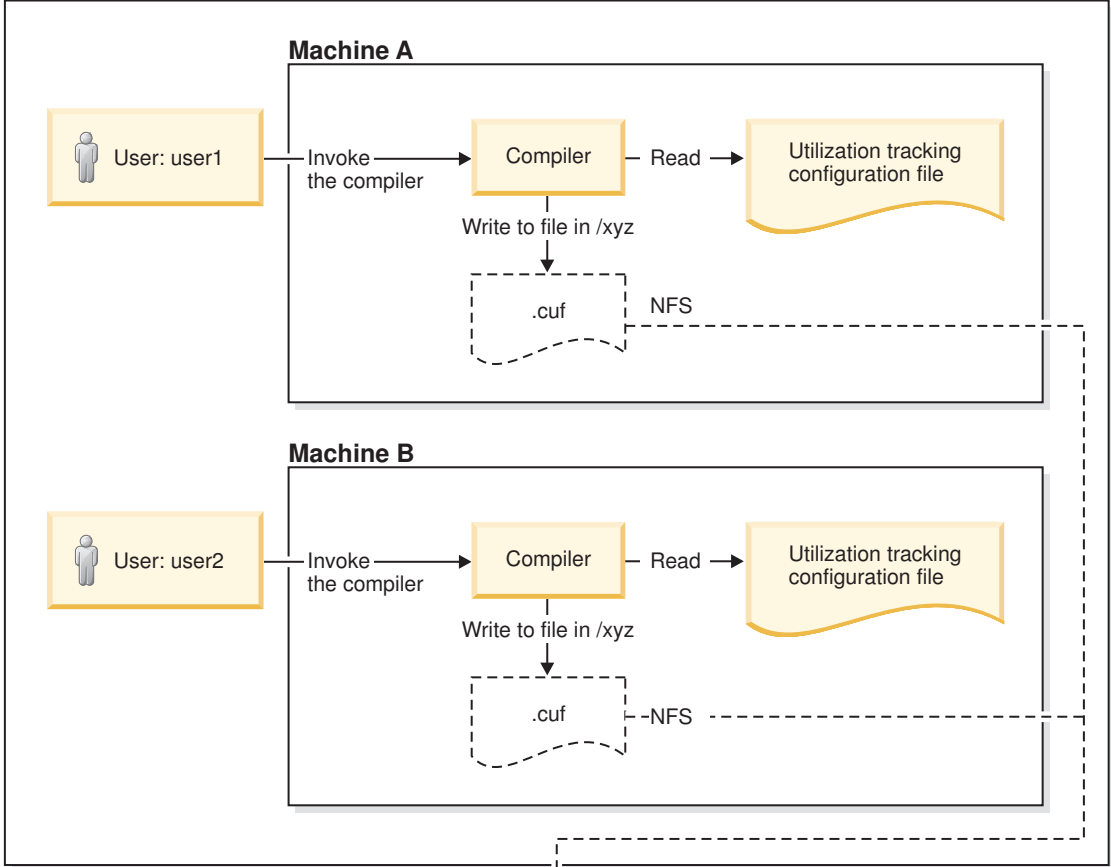 Machine A
User: user1
Invoke
the compiler
Compiler
Read
Utilization tracking
configuration file
Write to file in /xyz
.cuf
NFS
Machine B
User: user2
Invoke
the compiler
Compiler
Read
Utilization tracking
configuration file
Write to file in /xyz
.cuf
NFS